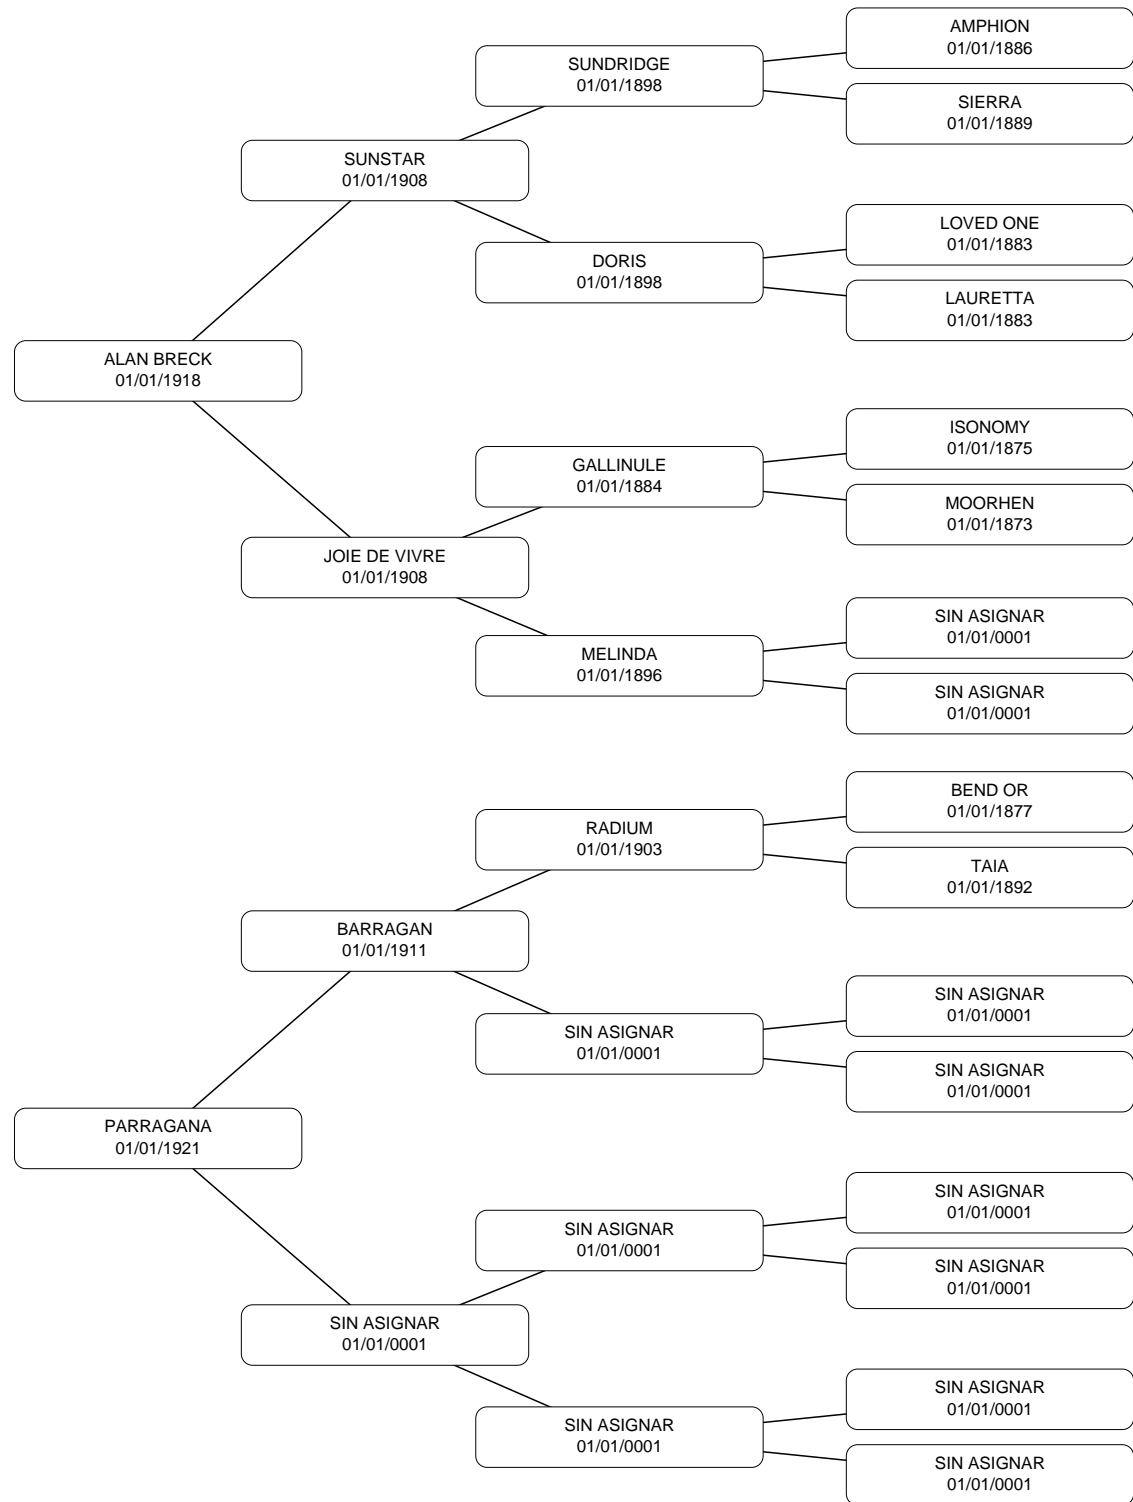 AMPHION
01/01/1886
SUNDRIDGE
01/01/1898
SIERRA
01/01/1889
SUNSTAR
01/01/1908
LOVED ONE
01/01/1883
DORIS
01/01/1898
LAURETTA
01/01/1883
ALAN BRECK
01/01/1918
ISONOMY
01/01/1875
GALLINULE
01/01/1884
MOORHEN
01/01/1873
JOIE DE VIVRE
01/01/1908
SIN ASIGNAR
01/01/0001
MELINDA
01/01/1896
SIN ASIGNAR
01/01/0001
BEND OR
01/01/1877
RADIUM
01/01/1903
TAIA
01/01/1892
BARRAGAN
01/01/1911
SIN ASIGNAR
01/01/0001
SIN ASIGNAR
01/01/0001
SIN ASIGNAR
01/01/0001
PARRAGANA
01/01/1921
SIN ASIGNAR
01/01/0001
SIN ASIGNAR
01/01/0001
SIN ASIGNAR
01/01/0001
SIN ASIGNAR
01/01/0001
SIN ASIGNAR
01/01/0001
SIN ASIGNAR
01/01/0001
SIN ASIGNAR
01/01/0001